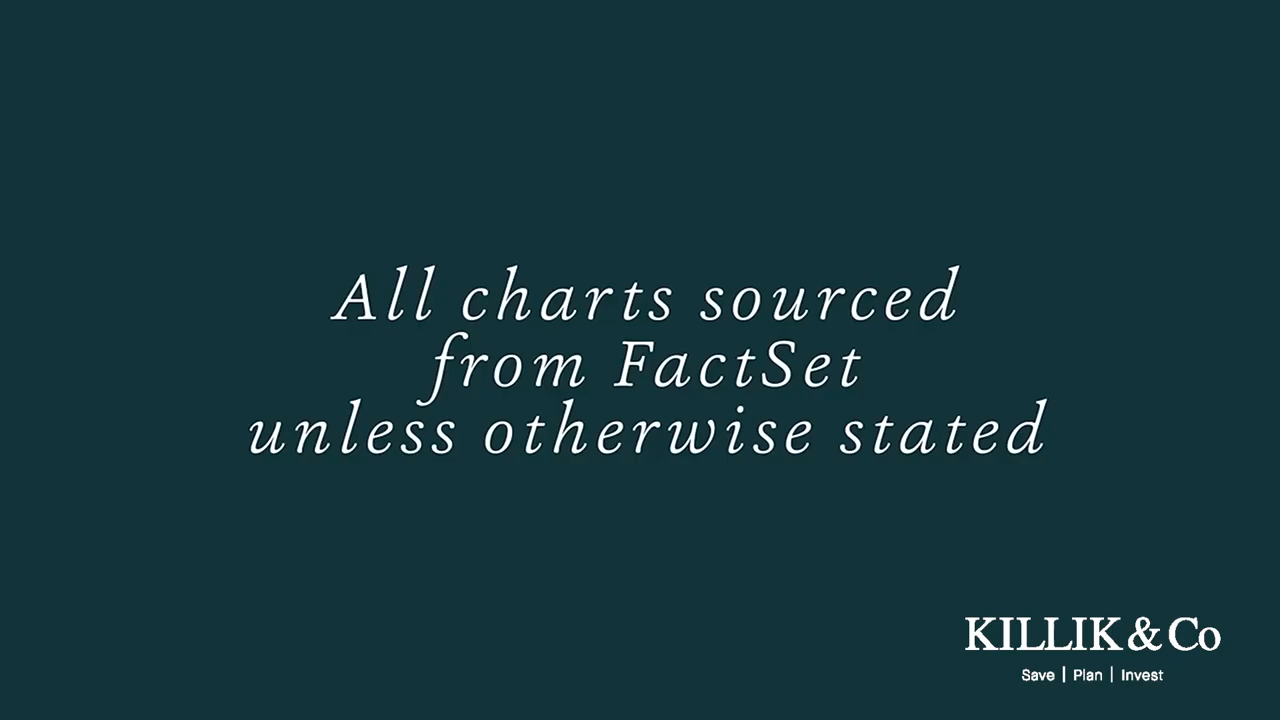 All charts sourced
from FactSet
unless otherwise stated
KILLIK & Co
Save | Plan | Invest